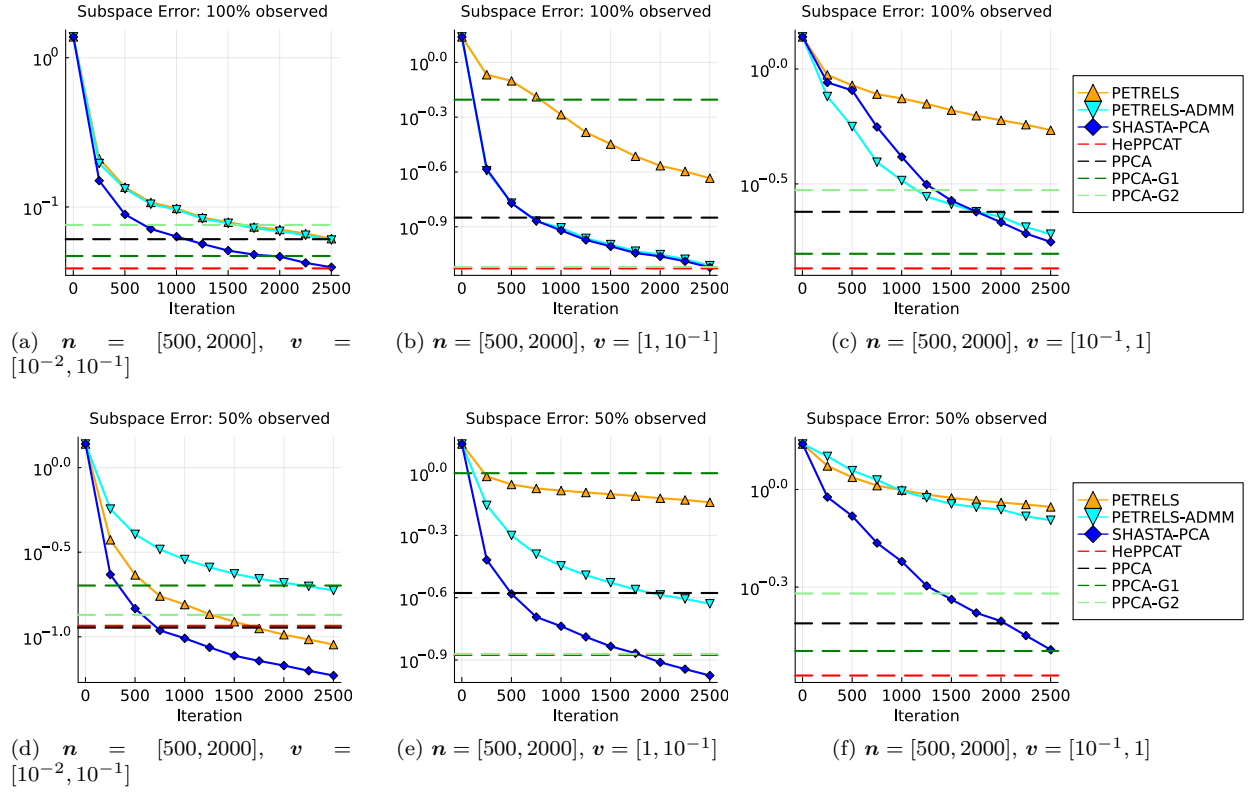 Subspace Error: 100% observed
10^0
10^-1
0 500 1000 1500 2000 2500
Iteration
Subspace Error: 100% observed
10^0.0
10^-0.3
10^-0.6
10^-0.9
0 500 1000 1500 2000 2500
Iteration
Subspace Error: 100% observed
10^0.0
10^-0.5
0 500 1000 1500 2000 2500
Iteration
PETRELS
PETRELS-ADMM
SHASTA-PCA
HePPCAT
PPCA
PPCA-G1
PPCA-G2
(a) n = [500, 2000], v =
[10^-2, 10^-1]
(b) n = [500, 2000], v = [1, 10^-1]
(c) n = [500, 2000], v = [10^-1, 1]
Subspace Error: 50% observed
10^0.0
10^-0.5
10^-1.0
0 500 1000 1500 2000 2500
Iteration
Subspace Error: 50% observed
10^0.0
10^-0.3
10^-0.6
10^-0.9
0 500 1000 1500 2000 2500
Iteration
Subspace Error: 50% observed
10^0.0
10^-0.3
0 500 1000 1500 2000 2500
Iteration
PETRELS
PETRELS-ADMM
SHASTA-PCA
HePPCAT
PPCA
PPCA-G1
PPCA-G2
(d) n = [500, 2000], v =
[10^-2, 10^-1]
(e) n = [500, 2000], v = [1, 10^-1]
(f) n = [500, 2000], v = [10^-1, 1]